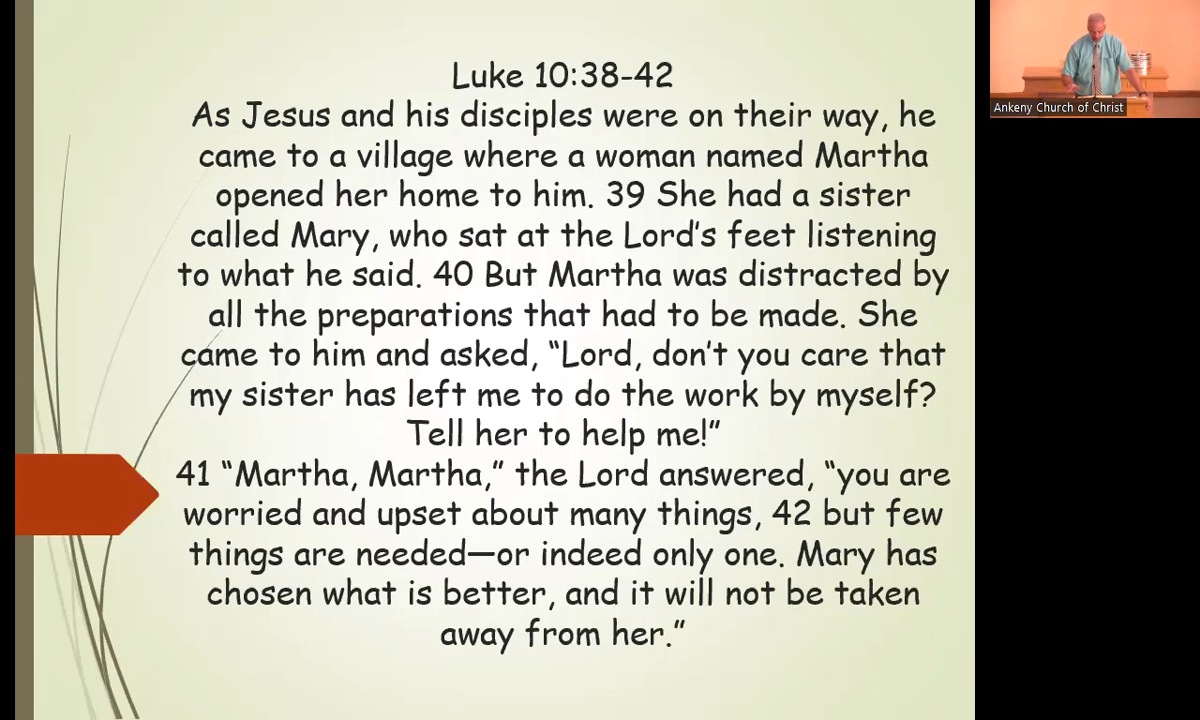 Luke 10:38-42
As Jesus and his disciples were on their way, he
came to a village where a woman named Martha
opened her home to him. 39 She had a sister
called Mary, who sat at the Lord’s feet listening
to what he said. 40 But Martha was distracted by
all the preparations that had to be made. She
came to him and asked, “Lord, don’t you care that
my sister has left me to do the work by myself?
Tell her to help me!”
41 “Martha, Martha,” the Lord answered, “you are
worried and upset about many things, 42 but few
things are needed—or indeed only one. Mary has
chosen what is better, and it will not be taken
away from her.”
Ankeny Church of Christ